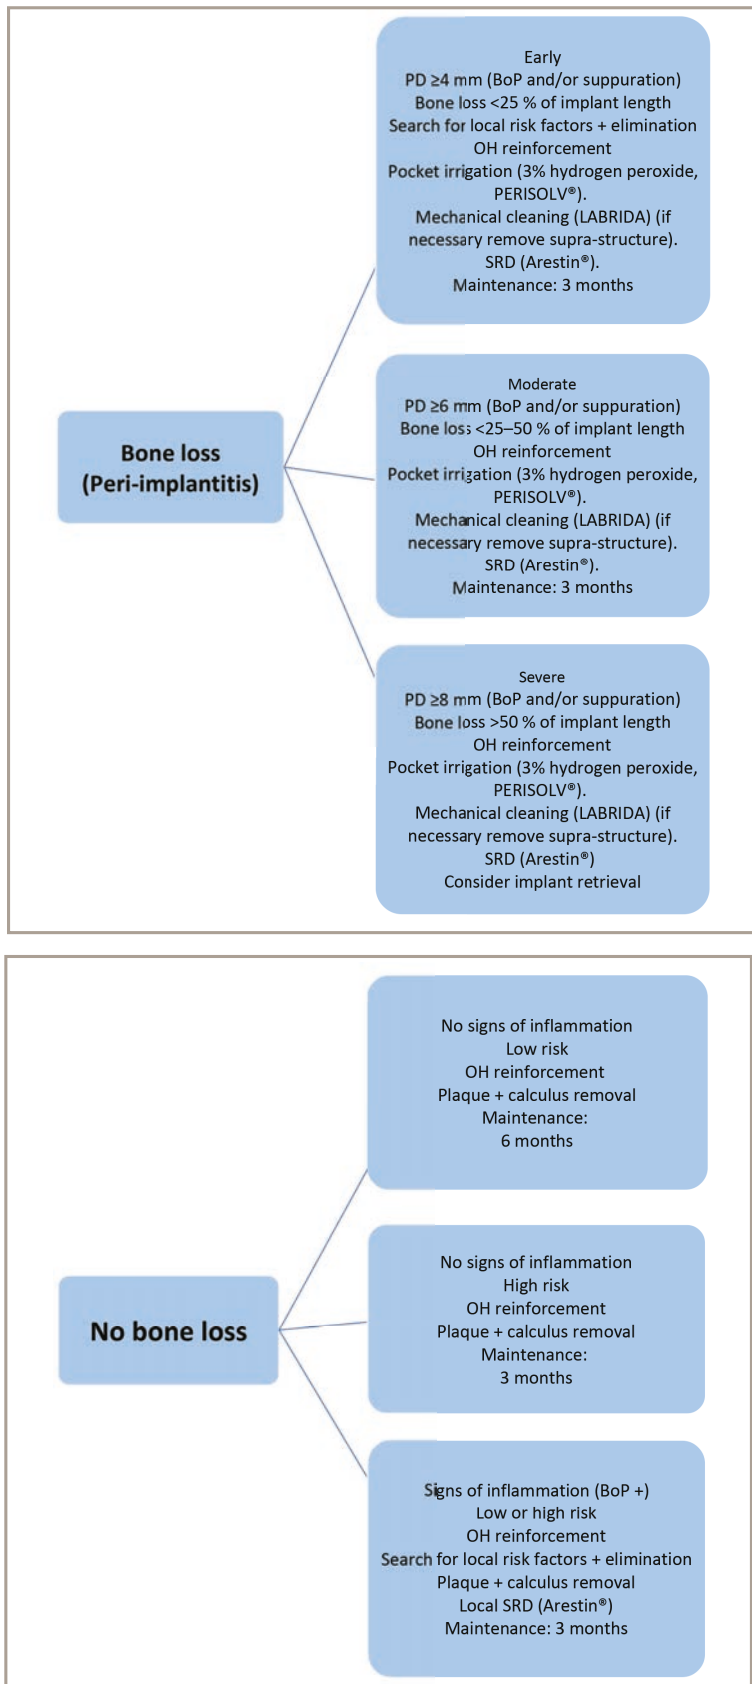 Early
PD ≥4 mm (BoP and/or suppuration)
Bone loss <25 % of implant length
Search for local risk factors + elimination
OH reinforcement
Pocket irrigation (3% hydrogen peroxide,
PERISOLV®).
Mechanical cleaning (LABRIDA) (if
necessary remove supra-structure).
SRD (Arestin®).
Maintenance: 3 months
Bone loss
(Peri-implantitis)
Moderate
PD ≥6 mm (BoP and/or suppuration)
Bone loss <25–50 % of implant length
OH reinforcement
Pocket irrigation (3% hydrogen peroxide,
PERISOLV®).
Mechanical cleaning (LABRIDA) (if
necessary remove supra-structure).
SRD (Arestin®).
Maintenance: 3 months
Severe
PD ≥8 mm (BoP and/or suppuration)
Bone loss >50 % of implant length
OH reinforcement
Pocket irrigation (3% hydrogen peroxide,
PERISOLV®).
Mechanical cleaning (LABRIDA) (if
necessary remove supra-structure).
SRD (Arestin®)
Consider implant retrieval
No signs of inflammation
Low risk
OH reinforcement
Plaque + calculus removal
Maintenance:
6 months
No bone loss
No signs of inflammation
High risk
OH reinforcement
Plaque + calculus removal
Maintenance:
3 months
Signs of inflammation (BoP +)
Low or high risk
OH reinforcement
Search for local risk factors + elimination
Plaque + calculus removal
Local SRD (Arestin®)
Maintenance: 3 months